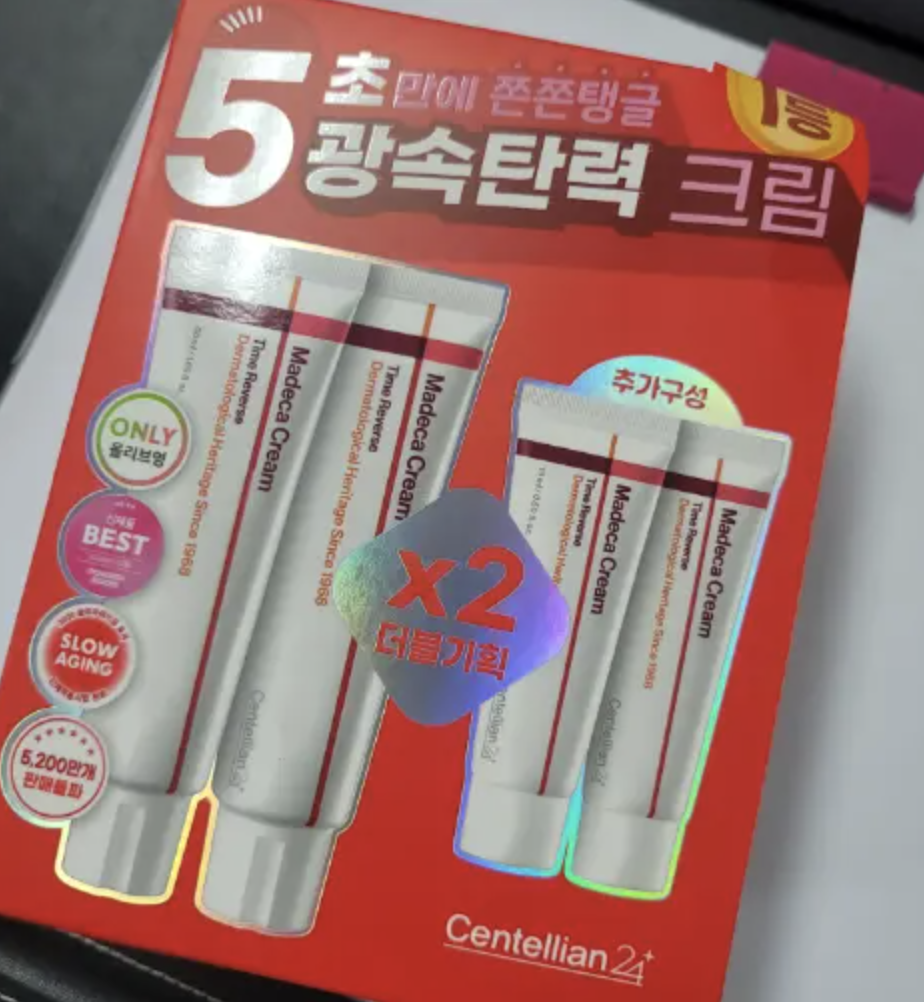 5초만에 쫀쫀탱글
광속탄력 크림
1등
Madeca Cream
Time Reverse
Dermatological Heritage Since 1968
Centellian24
Madeca Cream
Time Reverse
Dermatological Heritage Since 1968
추가구성
Madeca Cream
Time Reverse
Dermatological
Madeca Cream
Time Reverse
Dermatological Heritage Since 1968
Centellian24
ONLY
올리브영
BEST
SLOW
AGING
5,200만개
판매돌파
x2
더블기획
Centellian24